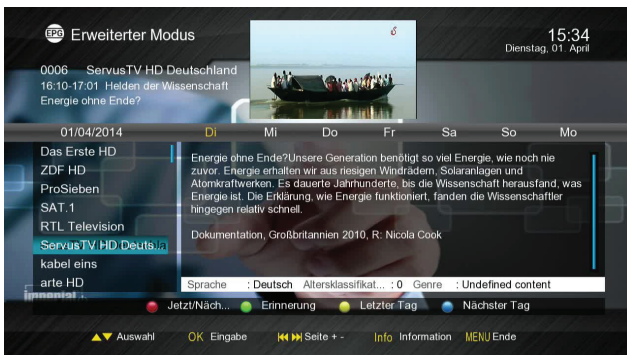 EPG Erweiterter Modus
15:34
Dienstag, 01. April
0006 ServusTV HD Deutschland
16:10-17:01 Helden der Wissenschaft
Energie ohne Ende?
01/04/2014 Di Mi Do Fr Sa So Mo
Das Erste HD
ZDF HD
ProSieben
SAT.1
RTL Television
ServusTV HD Deuts..
kabel eins
arte HD
Energie ohne Ende?Unsere Generation benötigt so viel Energie, wie noch nie
zuvor. Energie erhalten wir aus riesigen Windrädern, Solaranlagen und
Atomkraftwerken. Es dauerte Jahrhunderte, bis die Wissenschaft herausfand, was
Energie ist. Die Erklärung, wie Energie funktioniert, fanden die Wissenschaftler
hingegen relativ schnell.
Dokumentation, Großbritannien 2010, R: Nicola Cook
Sprache : Deutsch Altersklassifikat... : 0 Genre : Undefined content
imperial
Jetzt/Näch... Erinnerung Letzter Tag Nächster Tag
Auswahl OK Eingabe Seite + - Info Information MENU Ende